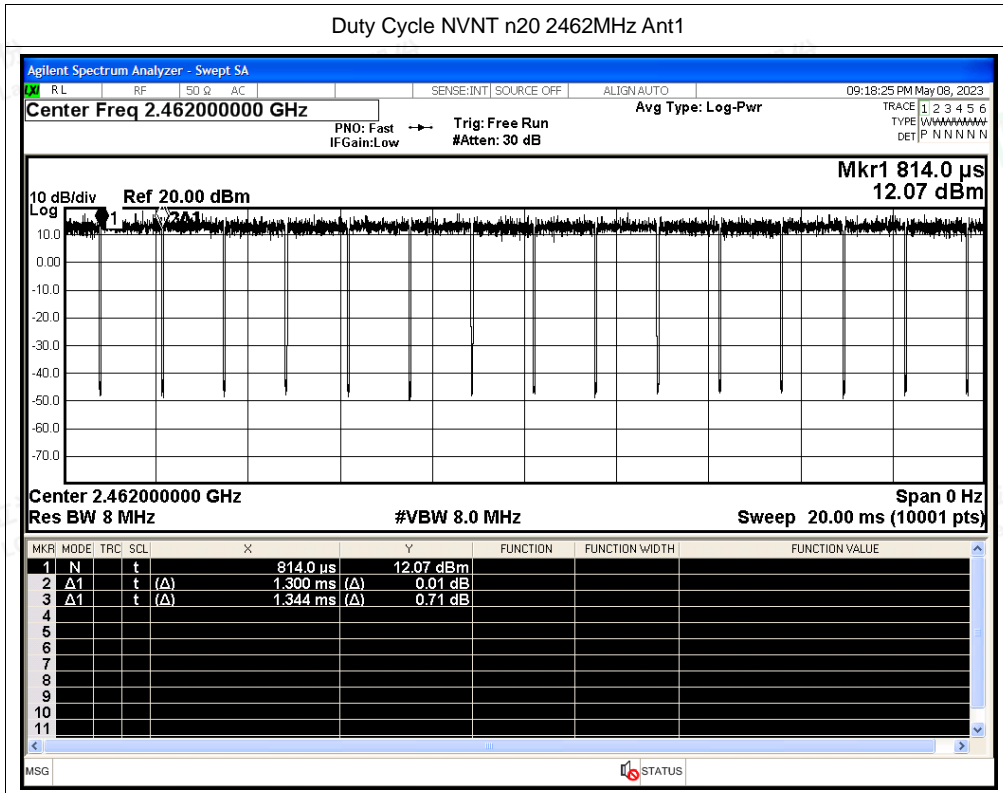 Duty Cycle NVNT n20 2462MHz Ant1
Agilent Spectrum Analyzer - Swept SA
LXI RL RF 50 Ω AC SENSE:INT SOURCE OFF ALIGN AUTO 09:18:25 PM May 08, 2023
Center Freq 2.462000000 GHz Avg Type: Log-Pwr TRACE 1 2 3 4 5 6
PNO: Fast Trig: Free Run TYPE WWWWWW
IFGain:Low #Atten: 30 dB DET P N N N N N
Mkr1 814.0 µs
12.07 dBm
10 dB/div Ref 20.00 dBm
Log
1 3Δ1
10.0
0.00
-10.0
-20.0
-30.0
-40.0
-50.0
-60.0
-70.0
Center 2.462000000 GHz Span 0 Hz
Res BW 8 MHz #VBW 8.0 MHz Sweep 20.00 ms (10001 pts)
MKR MODE TRC SCL X Y FUNCTION FUNCTION WIDTH FUNCTION VALUE
1 N t 814.0 µs 12.07 dBm
2 Δ1 t (Δ) 1.300 ms (Δ) 0.01 dB
3 Δ1 t (Δ) 1.344 ms (Δ) 0.71 dB
4
5
6
7
8
9
10
11
MSG STATUS